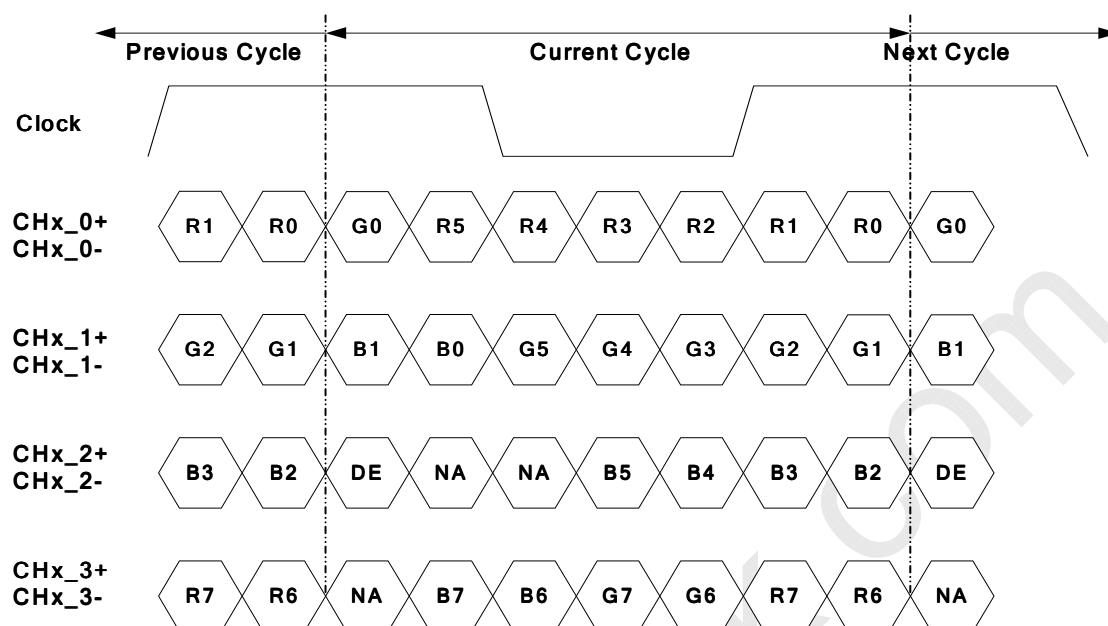 Previous Cycle Current Cycle Next Cycle
Clock
CHx_0+
CHx_0-
R1 R0 G0 R5 R4 R3 R2 R1 R0 G0
CHx_1+
CHx_1-
G2 G1 B1 B0 G5 G4 G3 G2 G1 B1
CHx_2+
CHx_2-
B3 B2 DE NA NA B5 B4 B3 B2 DE
CHx_3+
CHx_3-
R7 R6 NA B7 B6 G7 G6 R7 R6 NA
com